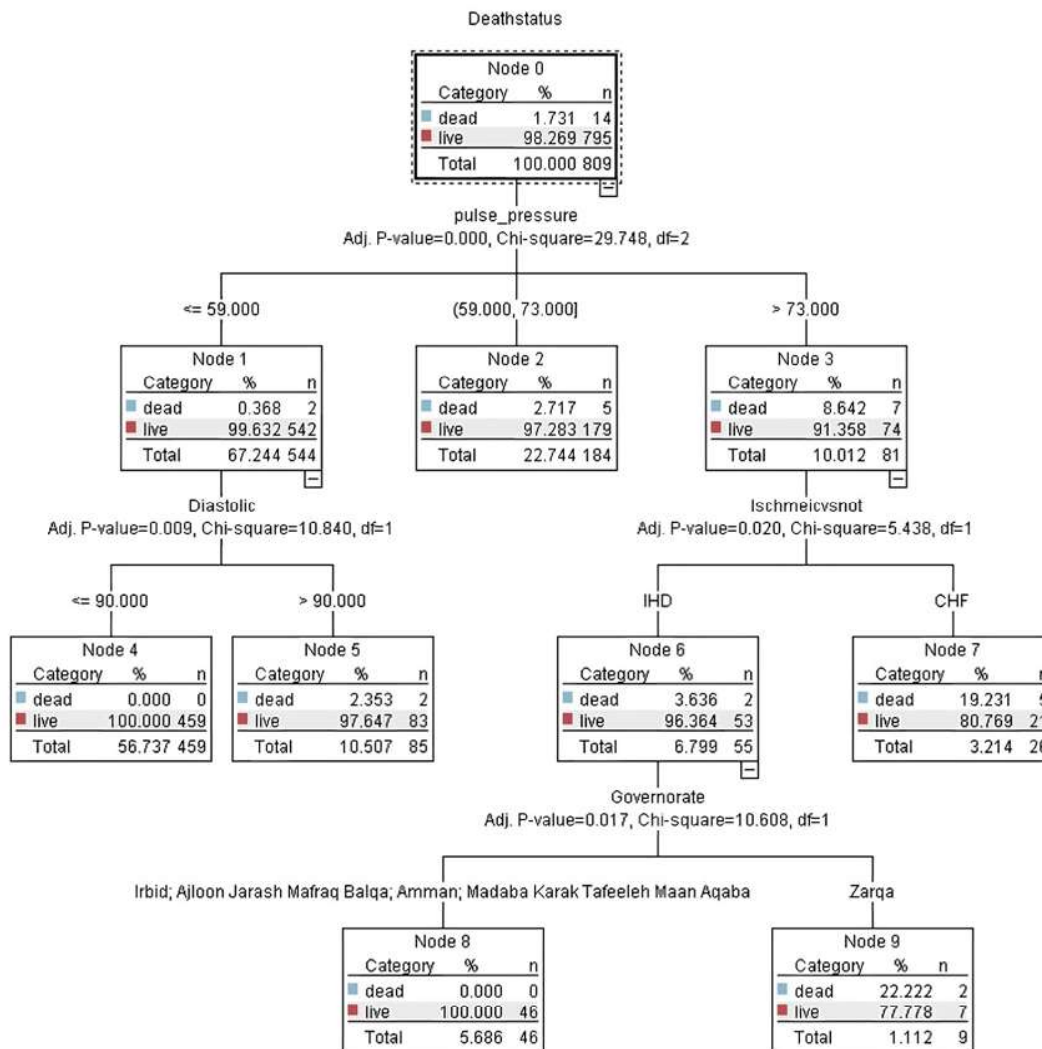 Deathstatus
Node 0
Category % n
dead 1.731 14
live 98.269 795
Total 100.000 809
pulse_pressure
Adj. P-value=0.000, Chi-square=29.748, df=2
<= 59.000
(59.000, 73.000]
> 73.000
Node 1
Category % n
dead 0.368 2
live 99.632 542
Total 67.244 544
Node 2
Category % n
dead 2.717 5
live 97.283 179
Total 22.744 184
Node 3
Category % n
dead 8.642 7
live 91.358 74
Total 10.012 81
Diastolic
Adj. P-value=0.009, Chi-square=10.840, df=1
Ischmeicvsnot
Adj. P-value=0.020, Chi-square=5.438, df=1
<= 90.000
> 90.000
IHD
CHF
Node 4
Category % n
dead 0.000 0
live 100.000 459
Total 56.737 459
Node 5
Category % n
dead 2.353 2
live 97.647 83
Total 10.507 85
Node 6
Category % n
dead 3.636 2
live 96.364 53
Total 6.799 55
Node 7
Category %
dead 19.231
live 80.769
Total 3.214
Governorate
Adj. P-value=0.017, Chi-square=10.608, df=1
Irbid; Ajloon Jarash Mafraq Balqa; Amman; Madaba Karak Tafeeleh Maan Aqaba
Zarqa
Node 8
Category % n
dead 0.000 0
live 100.000 46
Total 5.686 46
Node 9
Category % n
dead 22.222 2
live 77.778 7
Total 1.112 9